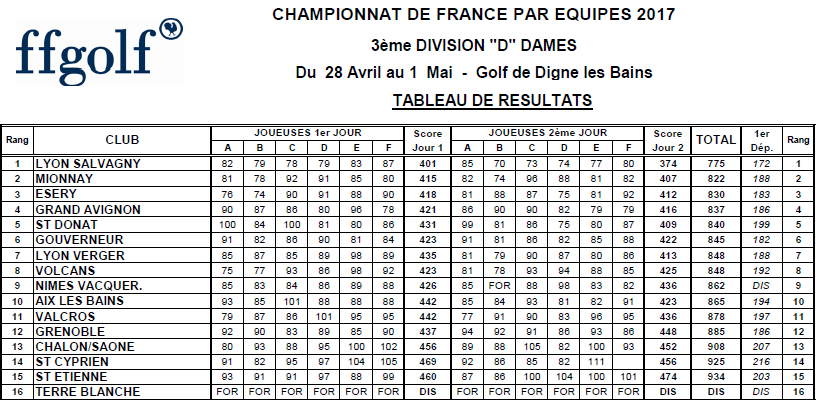 ffgolf
CHAMPIONNAT DE FRANCE PAR EQUIPES 2017
3ème DIVISION "D" DAMES
Du 28 Avril au 1 Mai - Golf de Digne les Bains
TABLEAU DE RESULTATS
Rang CLUB JOUEUSES 1er JOUR Score Jour 1 JOUEUSES 2ème JOUR Score Jour 2 TOTAL 1er Dép. Rang
A B C D E F A B C D E F
1 LYON SALVAGNY 82 79 78 79 83 87 401 85 70 73 74 77 80 374 775 172 1
2 MIONNAY 81 78 92 91 85 80 415 82 74 96 88 81 82 407 822 188 2
3 ESERY 76 74 90 91 88 90 418 81 88 87 75 81 92 412 830 183 3
4 GRAND AVIGNON 90 87 86 80 96 78 421 86 90 90 82 79 79 416 837 186 4
5 ST DONAT 100 84 100 81 80 86 431 99 81 86 75 80 87 409 840 199 5
6 GOUVERNEUR 91 82 86 90 81 84 423 91 81 86 82 85 88 422 845 182 6
7 LYON VERGER 85 87 85 89 98 89 435 81 79 90 87 80 86 413 848 188 7
8 VOLCANS 75 77 93 86 98 92 423 81 78 93 94 88 85 425 848 192 8
9 NIMES VACQUER. 85 83 84 86 89 88 426 85 FOR 88 98 83 82 436 862 DIS 9
10 AIX LES BAINS 93 85 101 88 88 88 442 85 84 93 81 82 91 423 865 194 10
11 VALCROS 79 87 86 101 95 95 442 77 91 90 83 96 95 436 878 197 11
12 GRENOBLE 92 90 83 89 85 90 437 94 92 91 86 93 86 448 885 186 12
13 CHALON/SAONE 80 93 88 95 100 102 456 89 88 105 82 100 93 452 908 207 13
14 ST CYPRIEN 91 82 95 97 104 105 469 92 86 85 82 111 456 925 216 14
15 ST ETIENNE 93 91 91 97 88 99 460 87 86 100 104 100 101 474 934 203 15
16 TERRE BLANCHE FOR FOR FOR FOR FOR FOR DIS FOR FOR FOR FOR FOR FOR DIS DIS DIS 16